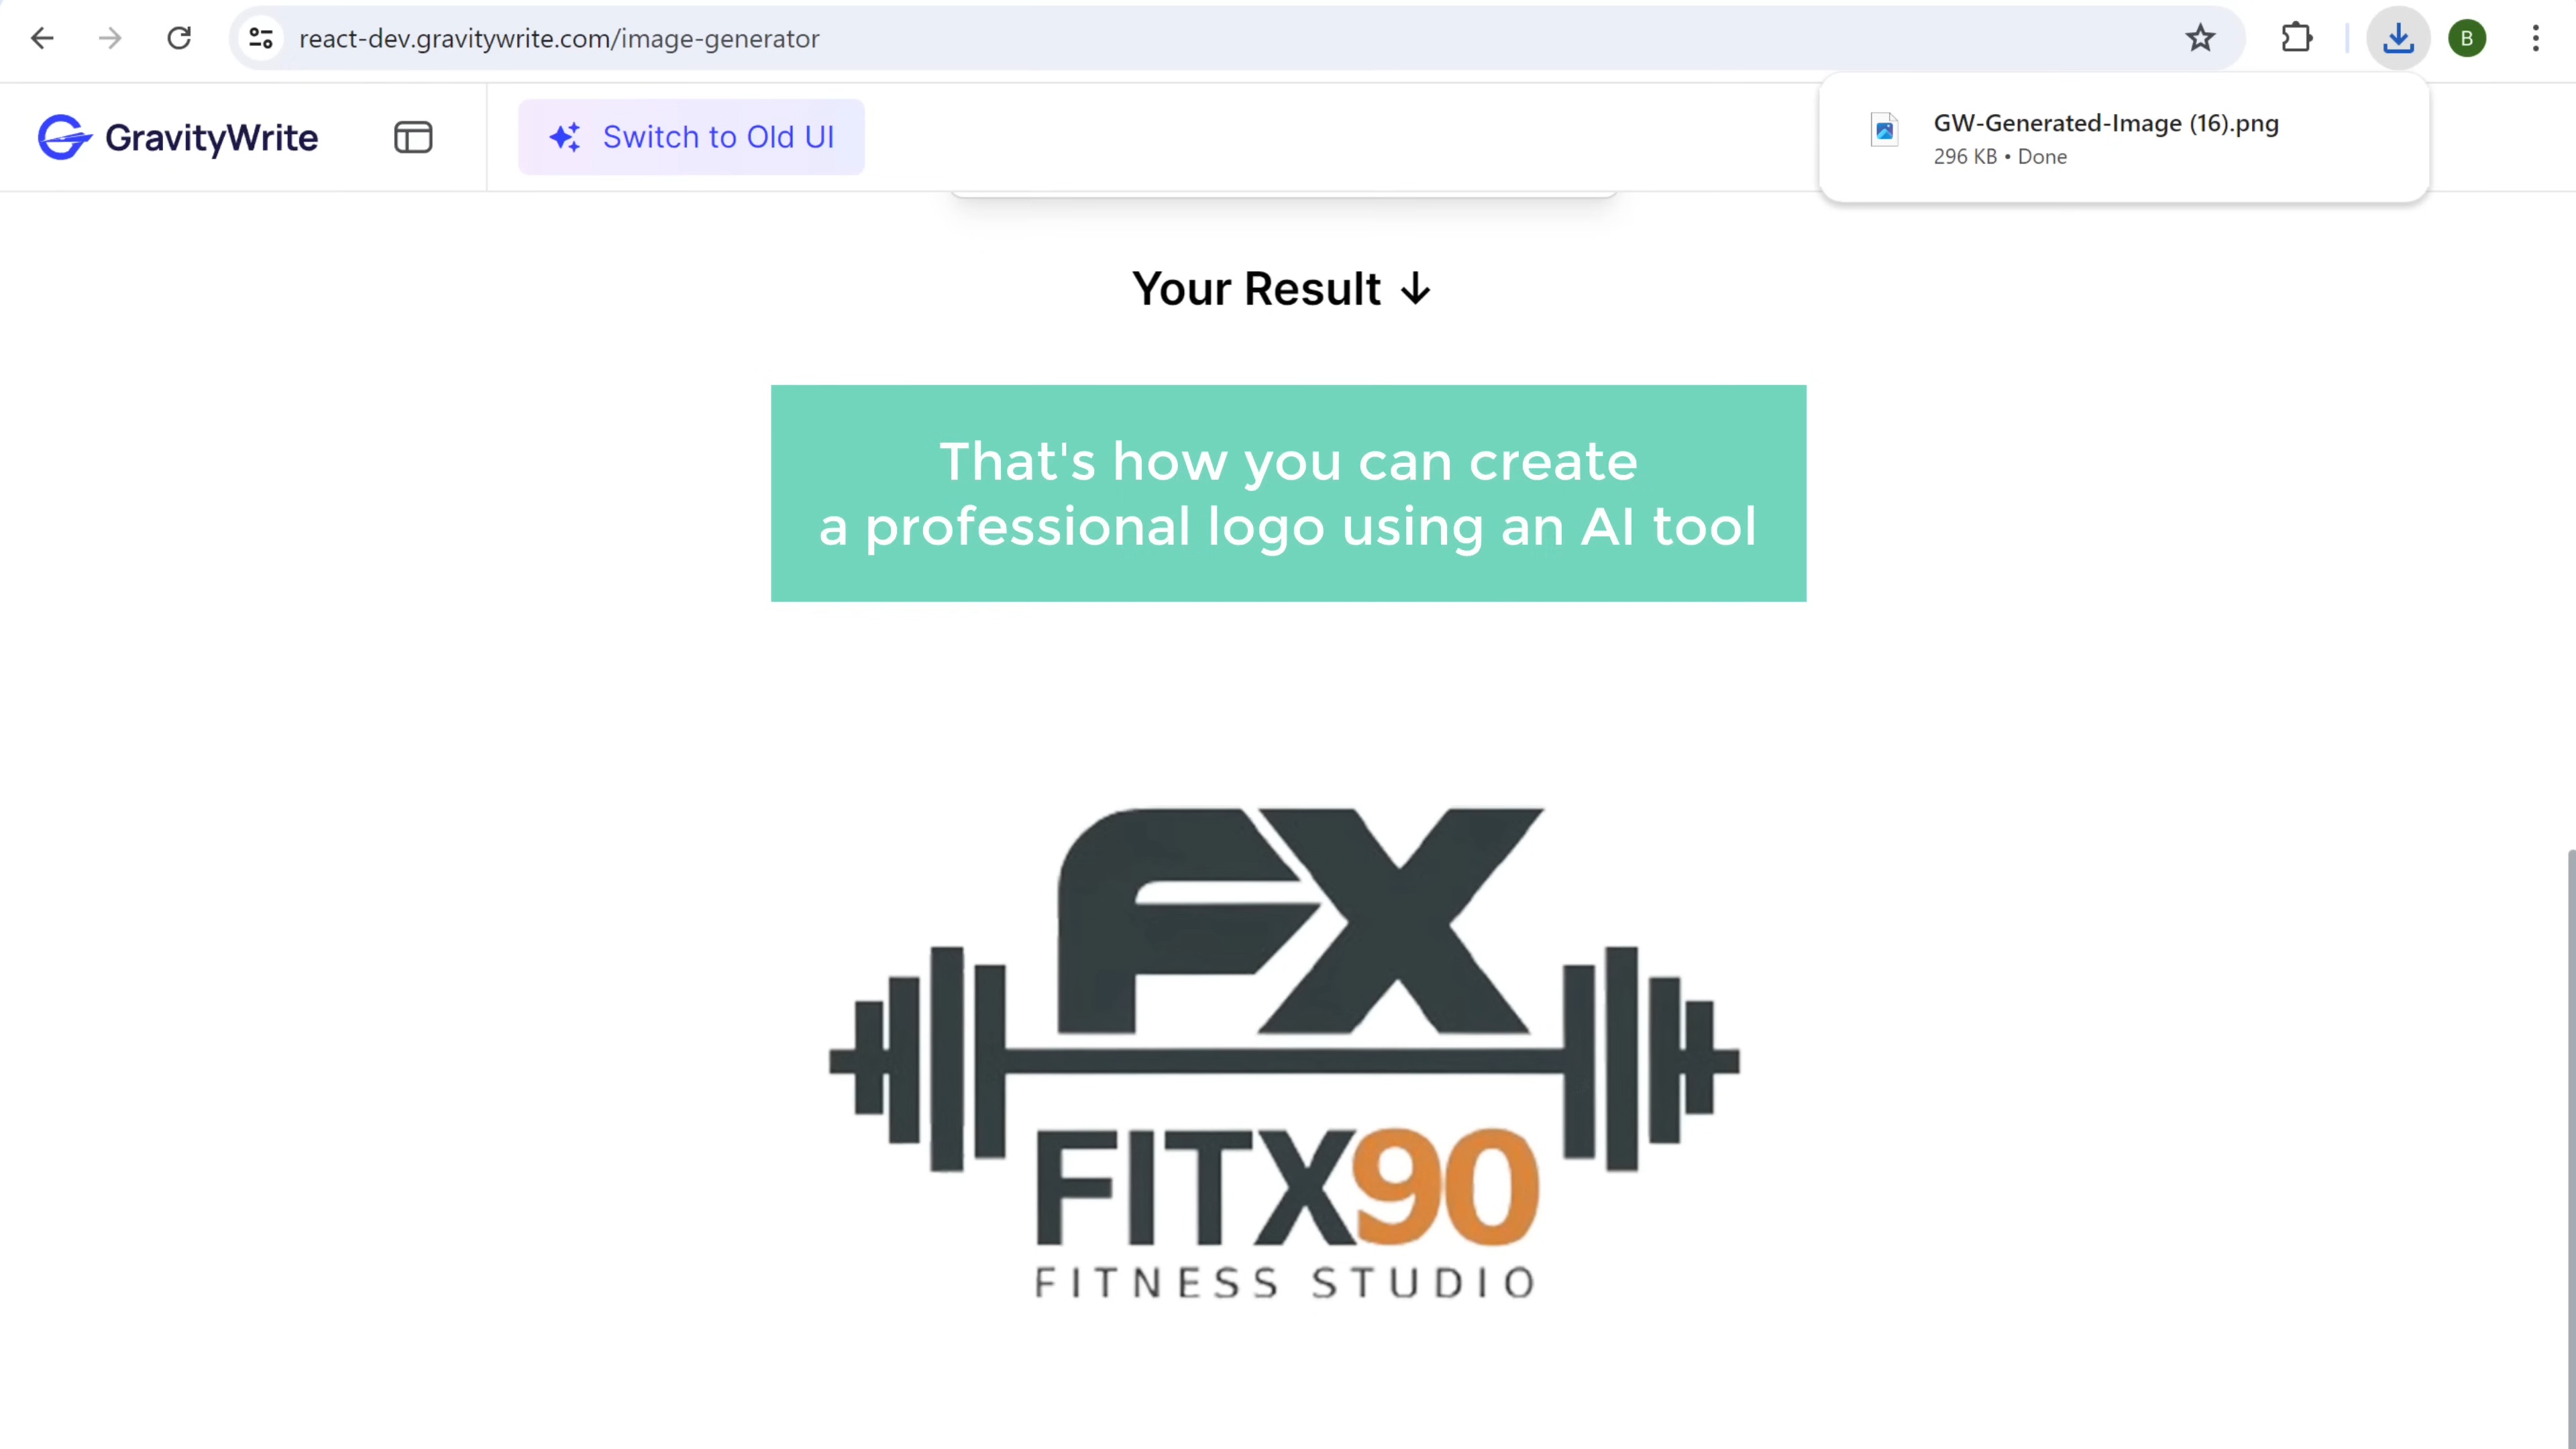 react-dev.gravitywrite.com/image-generator
B
GravityWrite
Switch to Old UI
GW-Generated-Image (16).png
296 KB • Done
Your Result ↓
That's how you can create
a professional logo using an AI tool
FX
FITX90
FITNESS STUDIO